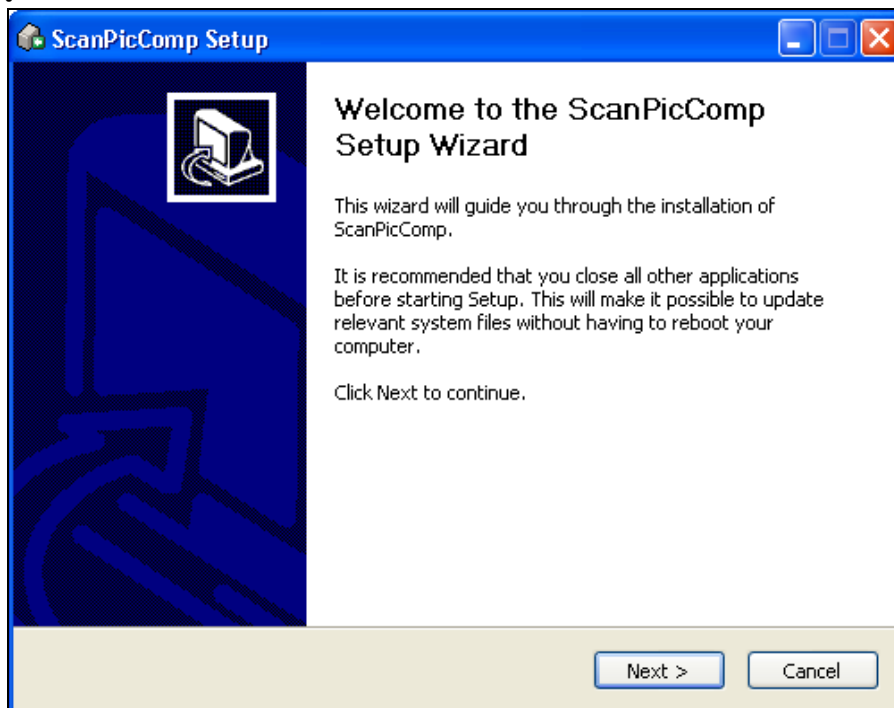 ScanPicComp Setup
Welcome to the ScanPicComp
Setup Wizard
This wizard will guide you through the installation of
ScanPicComp.
It is recommended that you close all other applications
before starting Setup. This will make it possible to update
relevant system files without having to reboot your
computer.
Click Next to continue.
Next >
Cancel